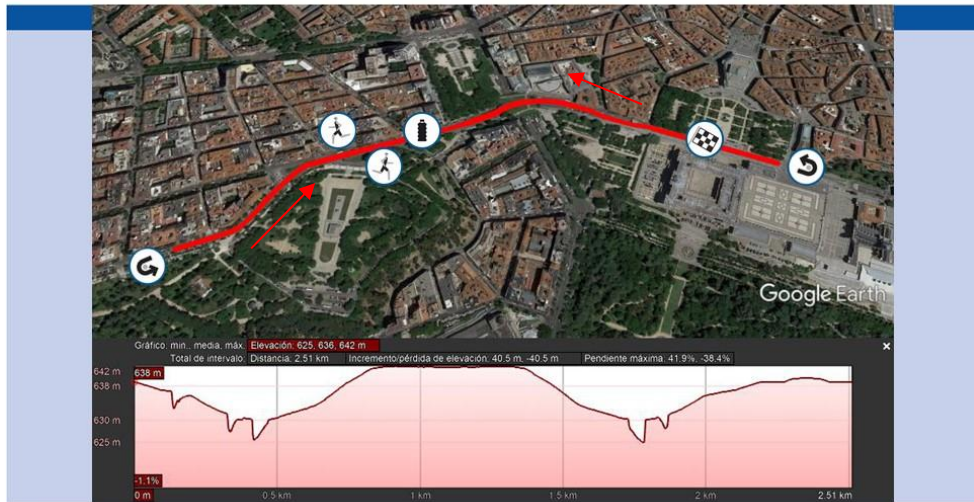 Google Earth
Gráfico: min., media, máx. Elevación: 625, 636, 642 m
Total de intervalo: Distancia: 2,51 km Incremento/pérdida de elevación: 40.5 m, -40.5 m Pendiente máxima: 41.9%, -38.4%
642 m
638 m
638 m
630 m
625 m
-1.1%
0 m 0.5 km 1 km 1.5 km 2 km 2.51 km